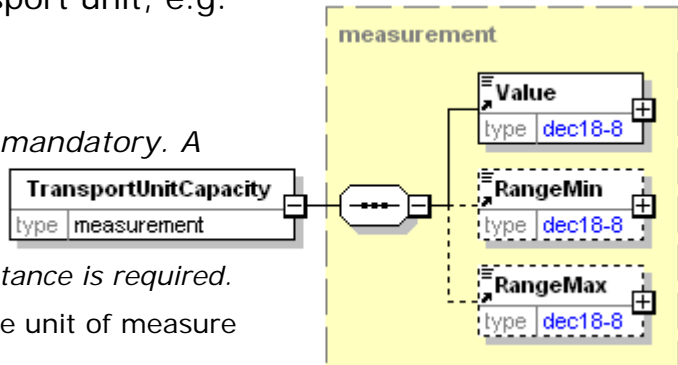 sport unit, e.g.
measurement
Value
type dec18-8
mandatory. A
TransportUnitCapacity
type measurement
RangeMin
type dec18-8
tance is required.
RangeMax
type dec18-8
e unit of measure